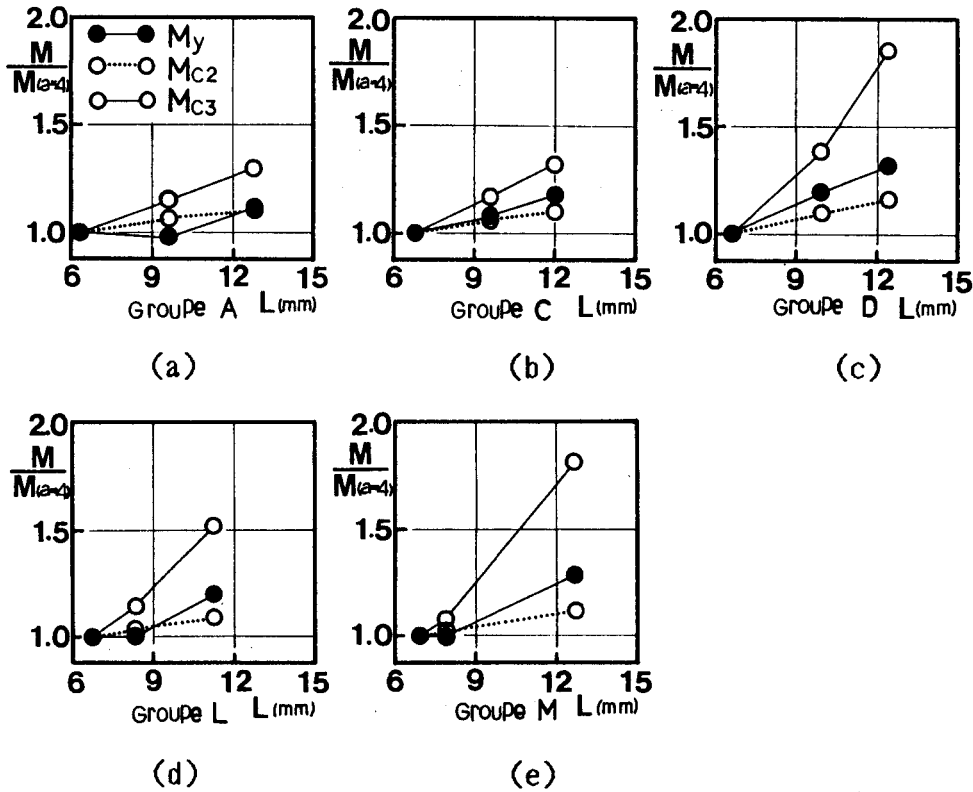 2.0
M
M(a=4)
1.5
1.0
6 9 12 15
My
Mc2
Mc3
Groupe A L(mm)
(a)
2.0
M
M(a=4)
1.5
1.0
6 9 12 15
Groupe C L(mm)
(b)
2.0
M
M(a=4)
1.5
1.0
6 9 12 15
Groupe D L(mm)
(c)
2.0
M
M(a=4)
1.5
1.0
6 9 12 15
Groupe L L(mm)
(d)
2.0
M
M(a=4)
1.5
1.0
6 9 12 15
Groupe M L(mm)
(e)